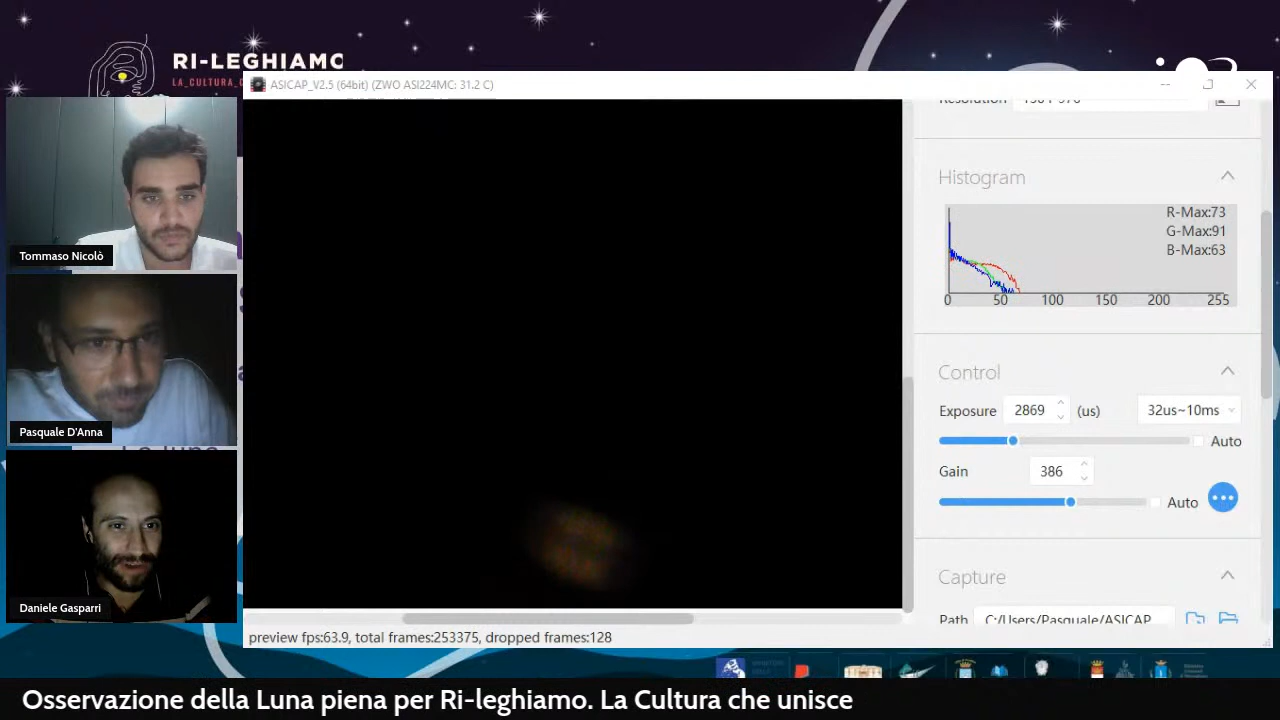 RI-LEGHIAMO
LA_CULTURA_
ASICAP_V2.5 (64bit) (ZWO ASI224MC: 31.2 C)
Resolution
Histogram
R-Max:73
G-Max:91
B-Max:63
0 50 100 150 200 255
Control
Exposure 2869 (us) 32us~10ms
Auto
Gain 386
Auto
Capture
Path C:/Users/Pasquale/ASICAP
preview fps:63.9, total frames:253375, dropped frames:128
Tommaso Nicolò
Pasquale D'Anna
Daniele Gasparri
Osservazione della Luna piena per Ri-leghiamo. La Cultura che unisce